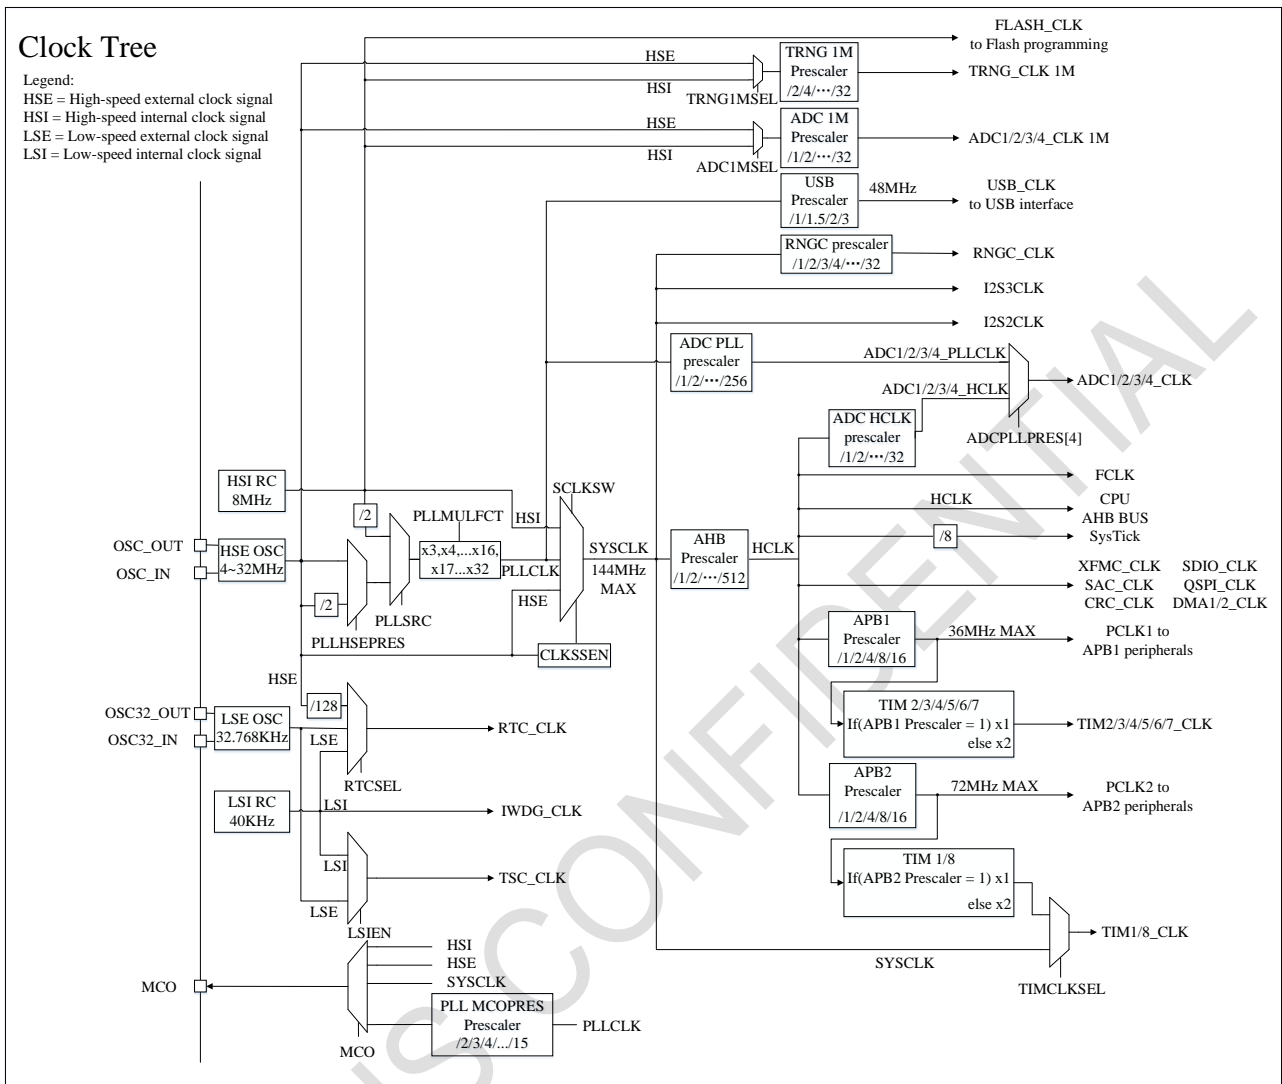 Clock Tree
Legend:
HSE = High-speed external clock signal
HSI = High-speed internal clock signal
LSE = Low-speed external clock signal
LSI = Low-speed internal clock signal
FLASH_CLK
to Flash programming
HSE
HSI
TRNG1MSEL
TRNG 1M
Prescaler
/2/4/⋯/32
TRNG_CLK 1M
HSE
HSI
ADC1MSEL
ADC 1M
Prescaler
/1/2/⋯/32
ADC1/2/3/4_CLK 1M
USB
Prescaler
/1/1.5/2/3
48MHz
USB_CLK
to USB interface
RNGC prescaler
/1/2/3/4/⋯/32
RNGC_CLK
I2S3CLK
I2S2CLK
ADC PLL
prescaler
/1/2/⋯/256
ADC1/2/3/4_PLLCLK
ADC1/2/3/4_HCLK
ADC1/2/3/4_CLK
ADCPLLPRES[4]
ADC HCLK
prescaler
/1/2/⋯/32
HSI RC
8MHz
/2
PLLMULFCT
HSI
SCLKSW
FCLK
HCLK
CPU
AHB BUS
/8
SysTick
OSC_OUT
OSC_IN
HSE OSC
4~32MHz
x3,x4,...x16,
x17...x32
PLLCLK
HSE
SYSCLK
144MHz
MAX
AHB
Prescaler
/1/2/⋯/512
HCLK
XFMC_CLK SDIO_CLK
SAC_CLK QSPI_CLK
CRC_CLK DMA1/2_CLK
/2
PLLSRC
PLLHSEPRES
CLKSSEN
APB1
Prescaler
/1/2/4/8/16
36MHz MAX
PCLK1 to
APB1 peripherals
HSE
/128
OSC32_OUT
OSC32_IN
LSE OSC
32.768KHz
LSE
RTC_CLK
RTCSEL
TIM 2/3/4/5/6/7
If(APB1 Prescaler = 1) x1
else x2
TIM2/3/4/5/6/7_CLK
LSI RC
40KHz
LSI
IWDG_CLK
APB2
Prescaler
/1/2/4/8/16
72MHz MAX
PCLK2 to
APB2 peripherals
LSI
LSE
TSC_CLK
LSIEN
TIM 1/8
If(APB2 Prescaler = 1) x1
else x2
TIM1/8_CLK
SYSCLK
TIMCLKSEL
MCO
HSI
HSE
SYSCLK
PLL MCOPRES
Prescaler
/2/3/4/.../15
PLLCLK
MCO
CONFIDENTIAL